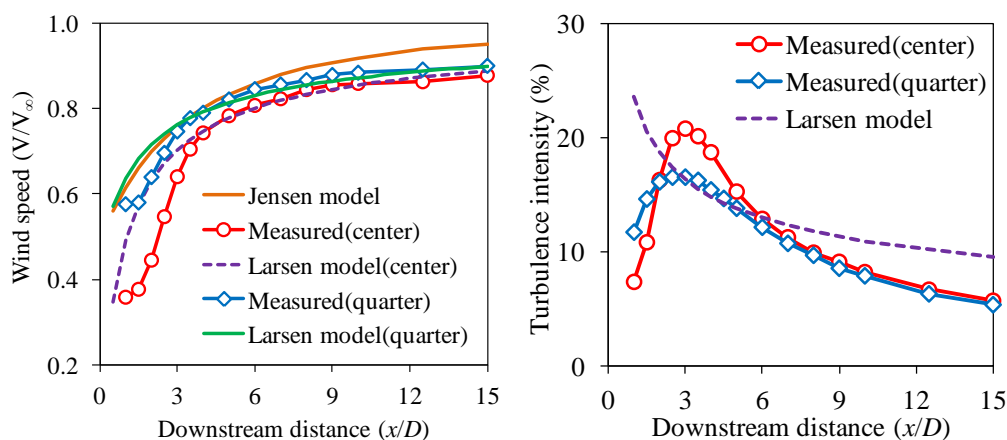 Wind speed (V/V∞)
1.0
0.8
0.6
0.4
0.2
0
3
6
9
12
15
Downstream distance (x/D)
Jensen model
Measured(center)
Larsen model(center)
Measured(quarter)
Larsen model(quarter)
Turbulence intensity (%)
30
20
10
0
0
3
6
9
12
15
Downstream distance (x/D)
Measured(center)
Measured(quarter)
Larsen model